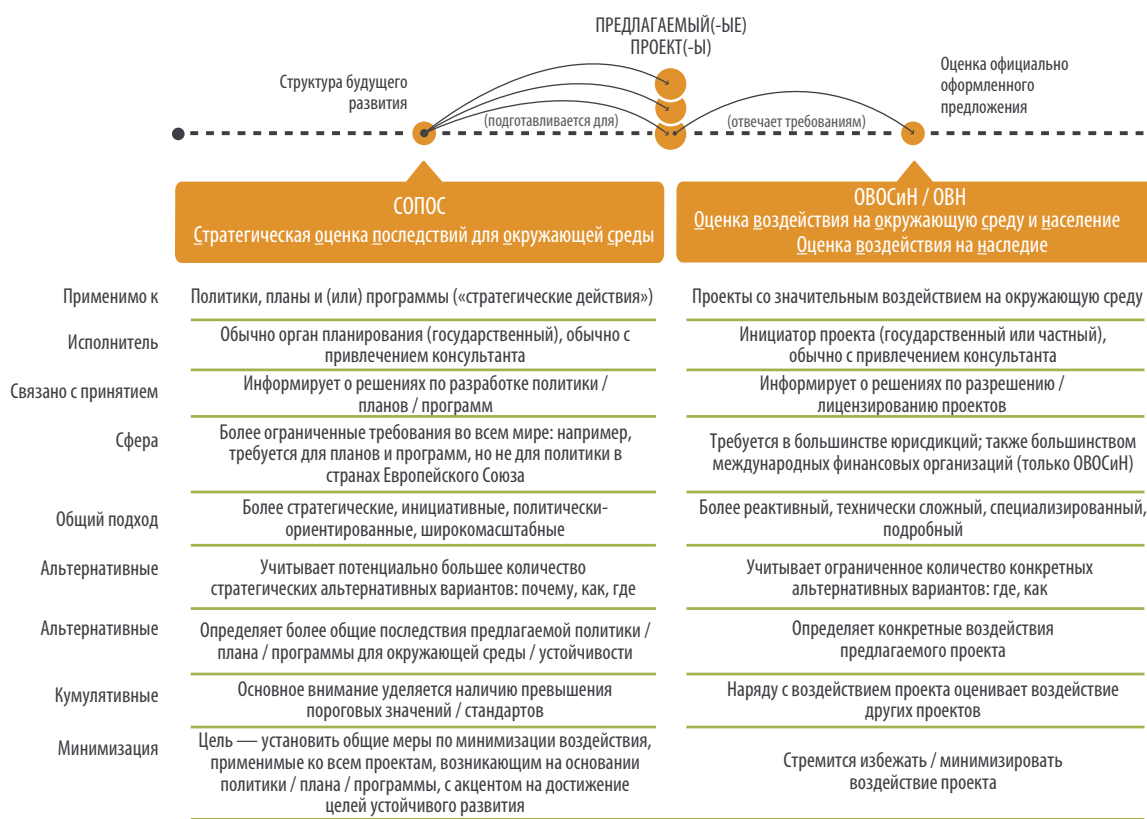 ПРЕДЛАГАЕМЫЙ(-ЫЕ)
ПРОЕКТ(-Ы)
Структура будущего
развития
Оценка официально
оформленного
предложения
(подготавливается для)
(отвечает требованиям)
СОПОС
Стратегическая оценка последствий для окружающей среды
ОВОСиН / ОВН
Оценка воздействия на окружающую среду и население
Оценка воздействия на наследие
Применимо к
Политики, планы и (или) программы («стратегические действия»)
Проекты со значительным воздействием на окружающую среду
Исполнитель
Обычно орган планирования (государственный), обычно с
привлечением консультанта
Инициатор проекта (государственный или частный),
обычно с привлечением консультанта
Связано с принятием
Информирует о решениях по разработке политики /
планов / программ
Информирует о решениях по разрешению /
лицензированию проектов
Сфера
Более ограниченные требования во всем мире: например,
требуется для планов и программ, но не для политики в
странах Европейского Союза
Требуется в большинстве юрисдикций; также большинством
международных финансовых организаций (только ОВОСиН)
Общий подход
Более стратегические, инициативные, политически-
ориентированные, широкомасштабные
Более реактивный, технически сложный, специализированный,
подробный
Альтернативные
Учитывает потенциально большее количество
стратегических альтернативных вариантов: почему, как, где
Учитывает ограниченное количество конкретных
альтернативных вариантов: где, как
Альтернативные
Определяет более общие последствия предлагаемой политики /
плана / программы для окружающей среды / устойчивости
Определяет конкретные воздействия
предлагаемого проекта
Кумулятивные
Основное внимание уделяется наличию превышения
пороговых значений / стандартов
Наряду с воздействием проекта оценивает воздействие
других проектов
Минимизация
Цель — установить общие меры по минимизации воздействия,
применимые ко всем проектам, возникающим на основании
политики / плана / программы, с акцентом на достижение
целей устойчивого развития
Стремится избежать / минимизировать
воздействие проекта